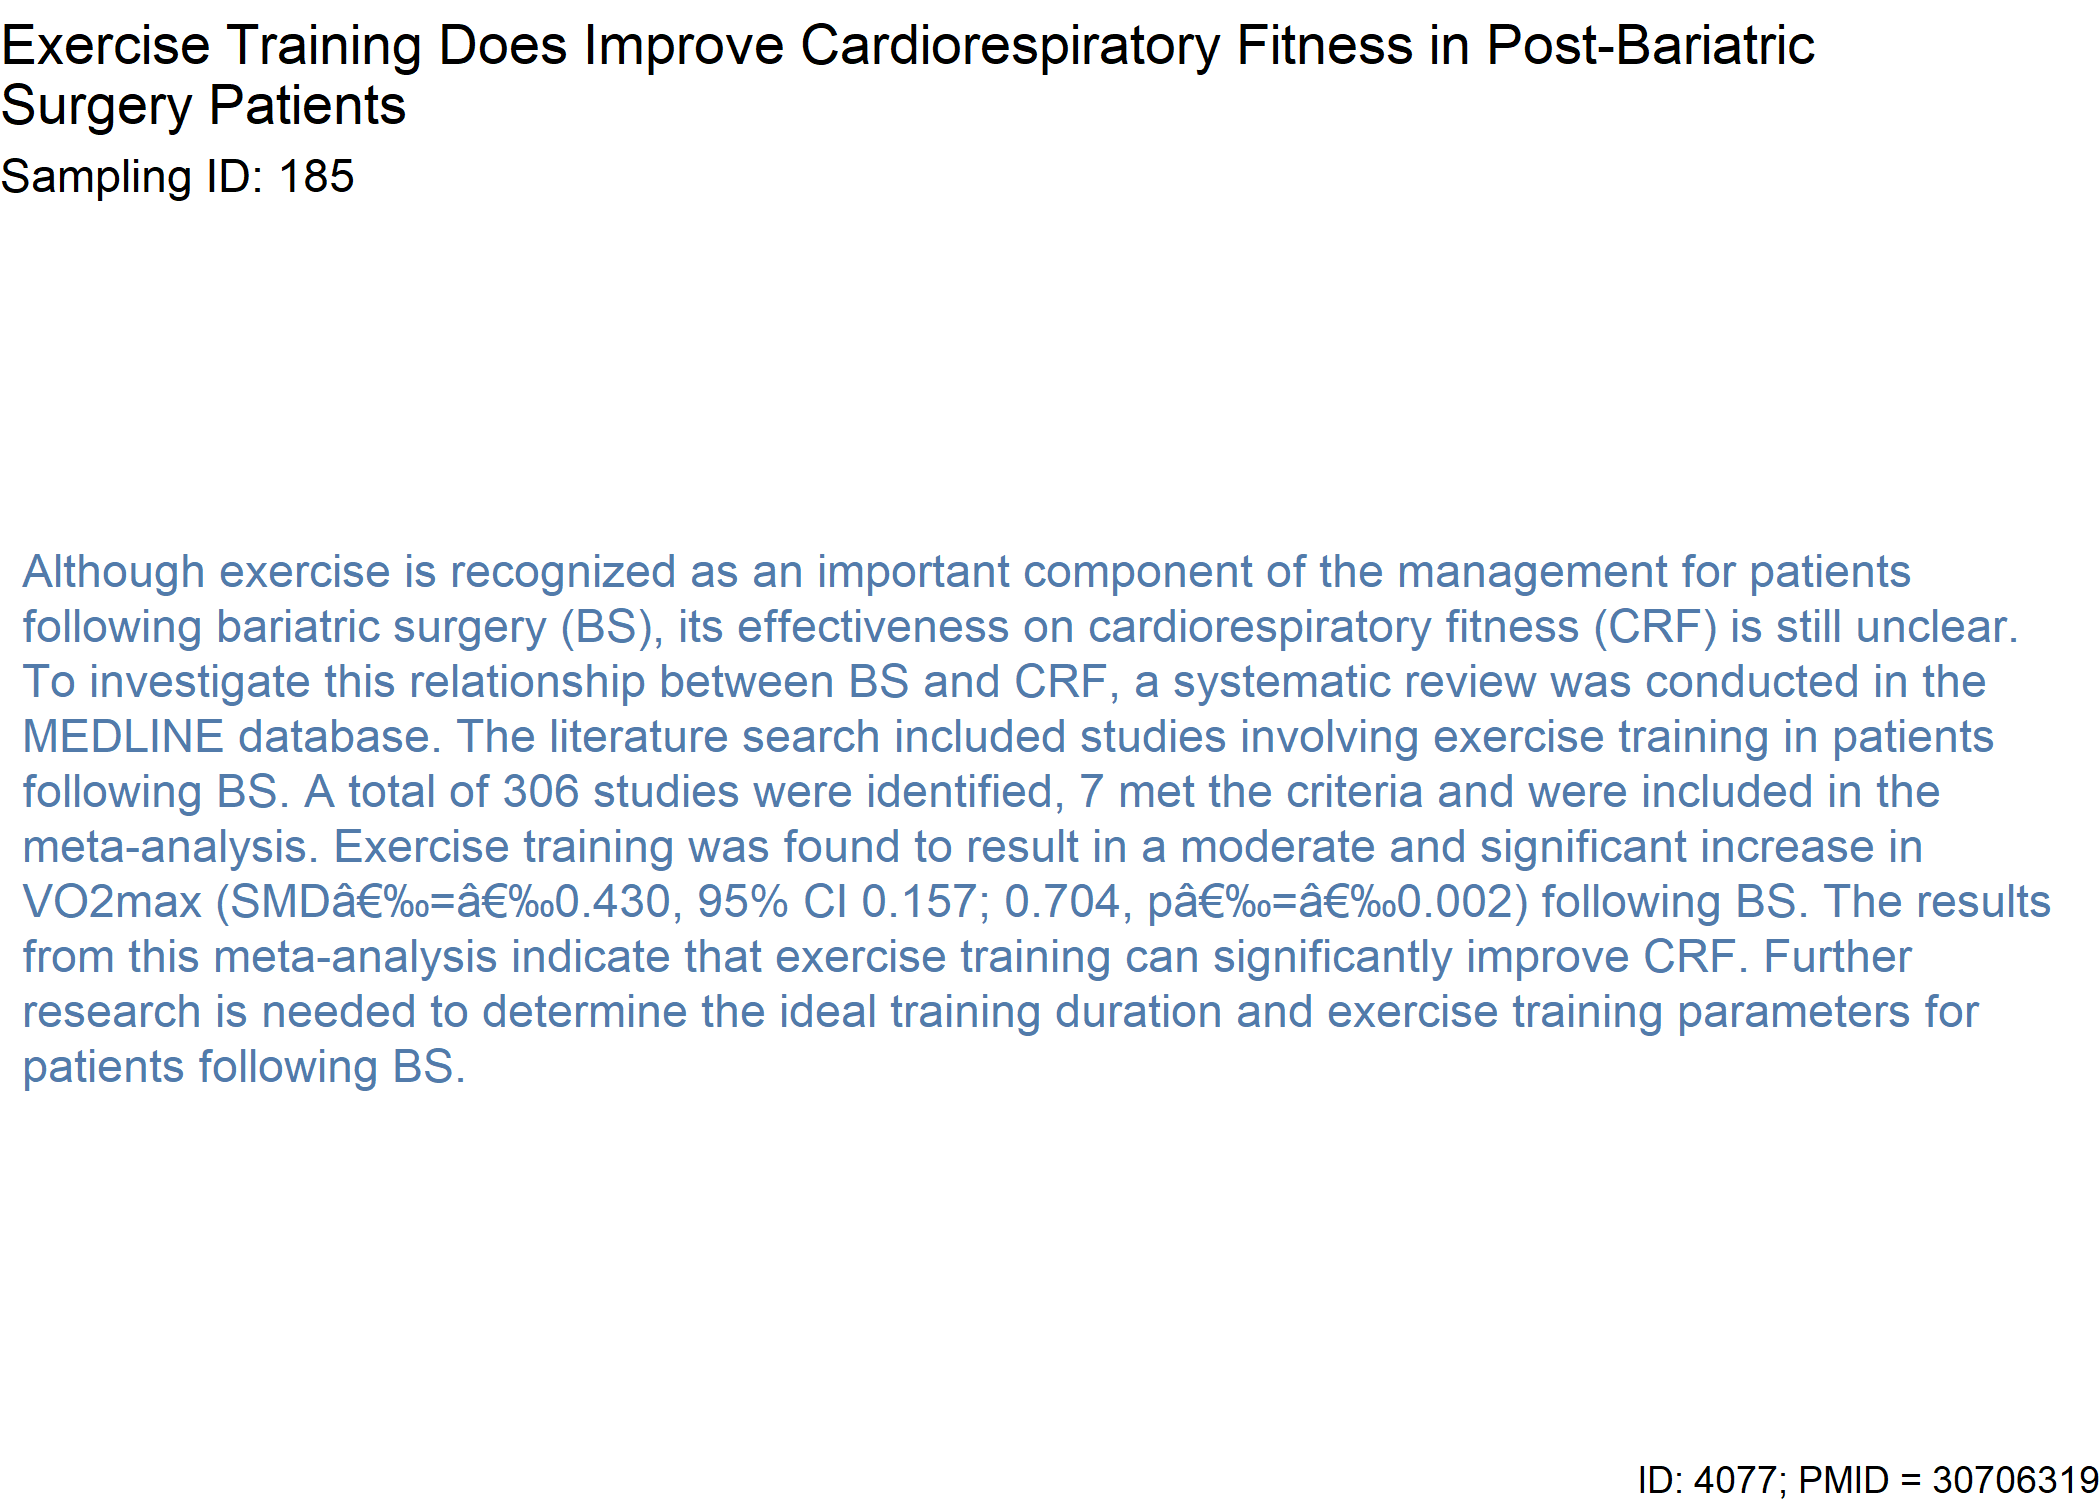 Exercise Training Does Improve Cardiorespiratory Fitness in Post-Bariatric
Surgery Patients
Sampling ID: 185
Although exercise is recognized as an important component of the management for patients
following bariatric surgery (BS), its effectiveness on cardiorespiratory fitness (CRF) is still unclear.
To investigate this relationship between BS and CRF, a systematic review was conducted in the
MEDLINE database. The literature search included studies involving exercise training in patients
following BS. A total of 306 studies were identified, 7 met the criteria and were included in the
meta-analysis. Exercise training was found to result in a moderate and significant increase in
VO2max (SMDâ€‰=â€‰0.430, 95% CI 0.157; 0.704, pâ€‰=â€‰0.002) following BS. The results
from this meta-analysis indicate that exercise training can significantly improve CRF. Further
research is needed to determine the ideal training duration and exercise training parameters for
patients following BS.
ID: 4077; PMID = 30706319